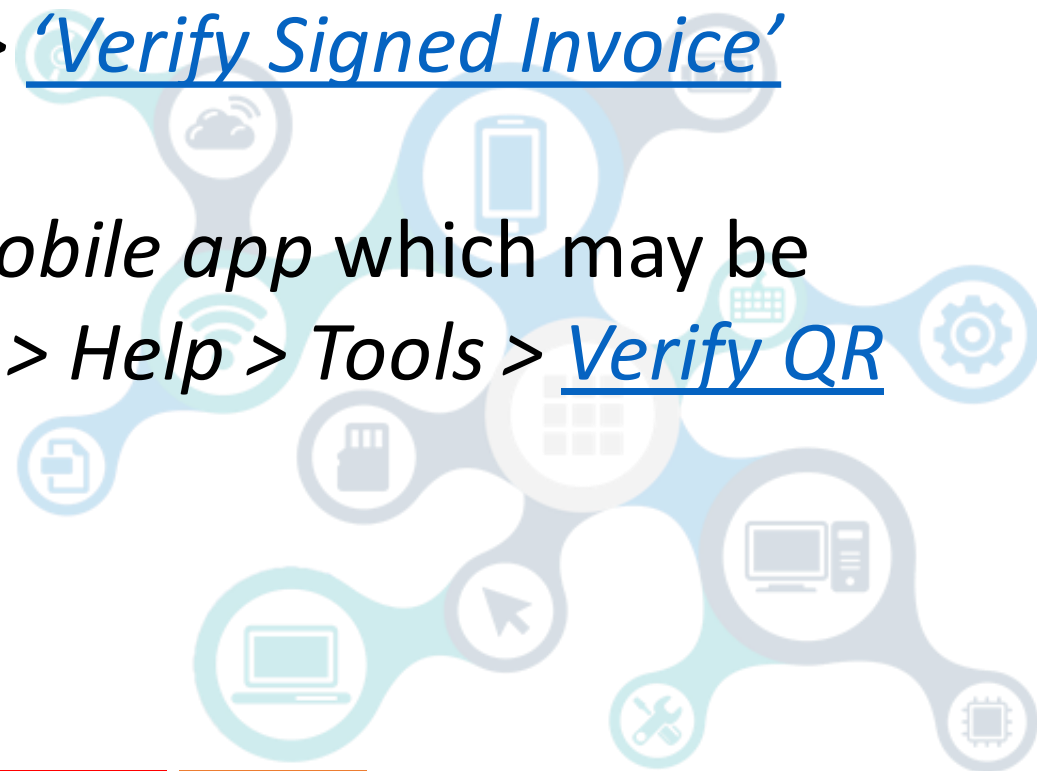 > ‘Verify Signed Invoice’
obile app which may be
> Help > Tools > Verify QR